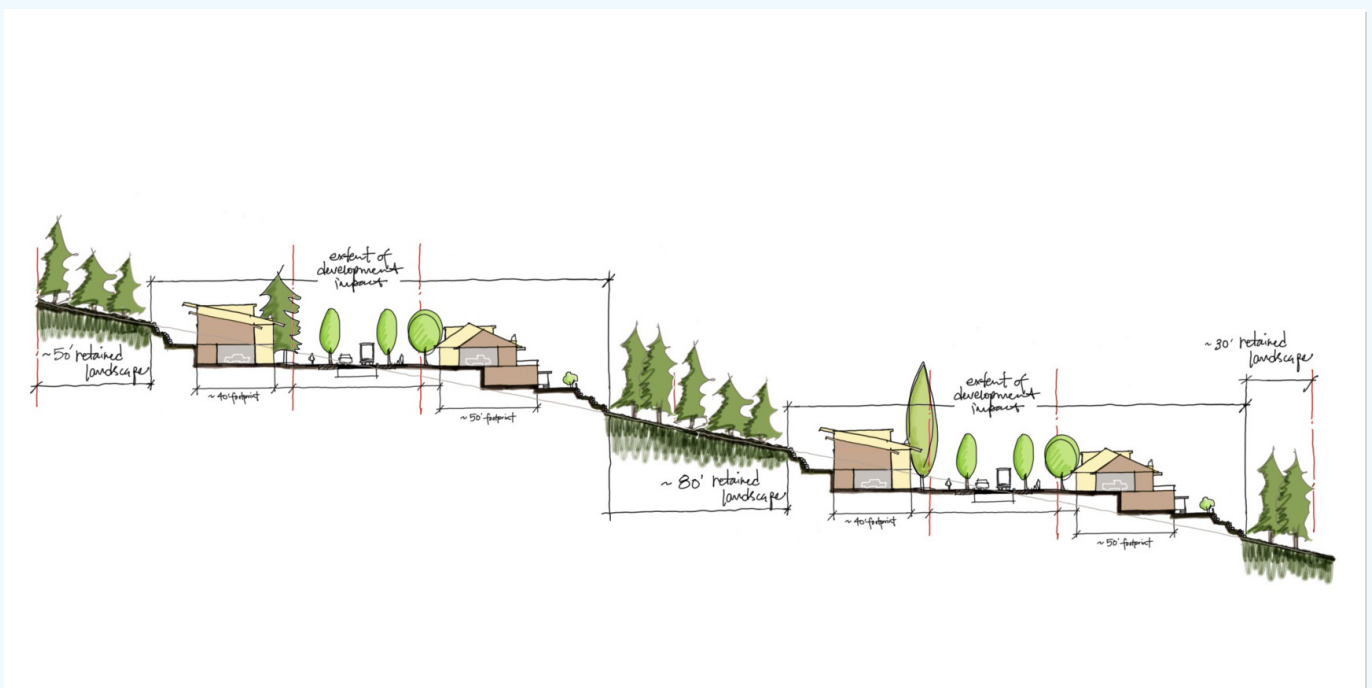 extent of
development
impact
~50' retained
landscape
~40' footprint
~50' footprint
~80' retained
landscape
extent of
development
impact
~40' footprint
~50' footprint
~30' retained
landscape